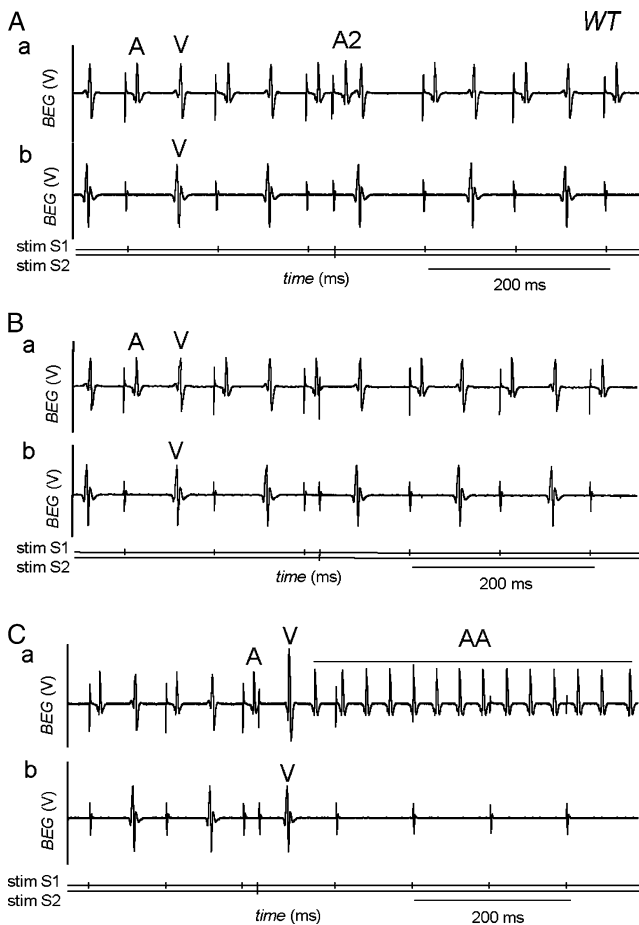 A
WT
a
A
V
A2
BEG (V)
b
V
BEG (V)
stim S1
stim S2
time (ms)
200 ms
B
a
A
V
BEG (V)
b
V
BEG (V)
stim S1
stim S2
time (ms)
200 ms
C
a
A
V
AA
BEG (V)
b
V
BEG (V)
stim S1
stim S2
time (ms)
200 ms